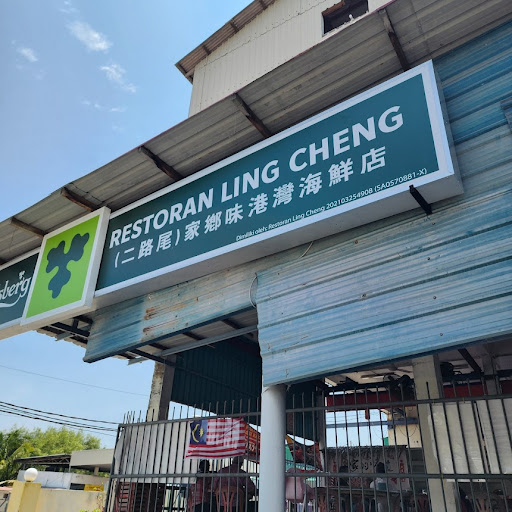 RESTORAN LING CHENG
(二路尾)家鄉味港灣海鮮店
Dimiliki oleh: Restoran Ling Cheng 202103254908 (SA0570881-X)
sberg